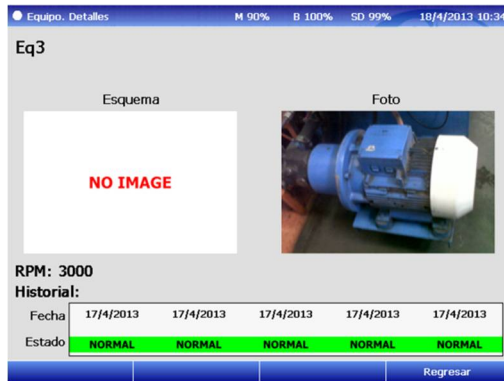 Equipo. Detalles M 90% B 100% SD 99% 18/4/2013 10:34
Eq3
Esquema Foto
NO IMAGE
RPM: 3000
Historial:
Fecha 17/4/2013 17/4/2013 17/4/2013 17/4/2013 17/4/2013
Estado NORMAL NORMAL NORMAL NORMAL NORMAL
Regresar